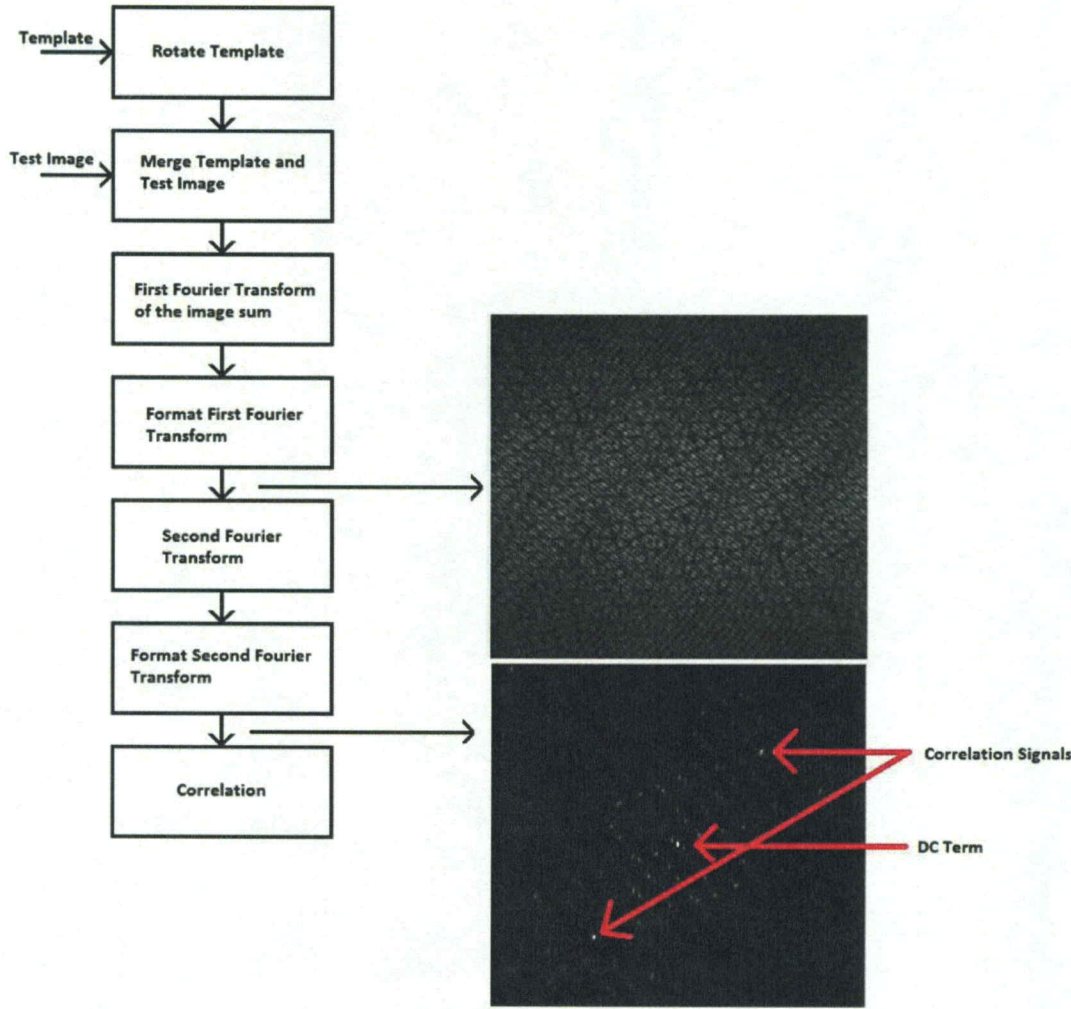 Template
Rotate Template
Test Image
Merge Template and
Test Image
First Fourier Transform
of the image sum
Format First Fourier
Transform
Second Fourier
Transform
Format Second Fourier
Transform
Correlation
Correlation Signals
DC Term